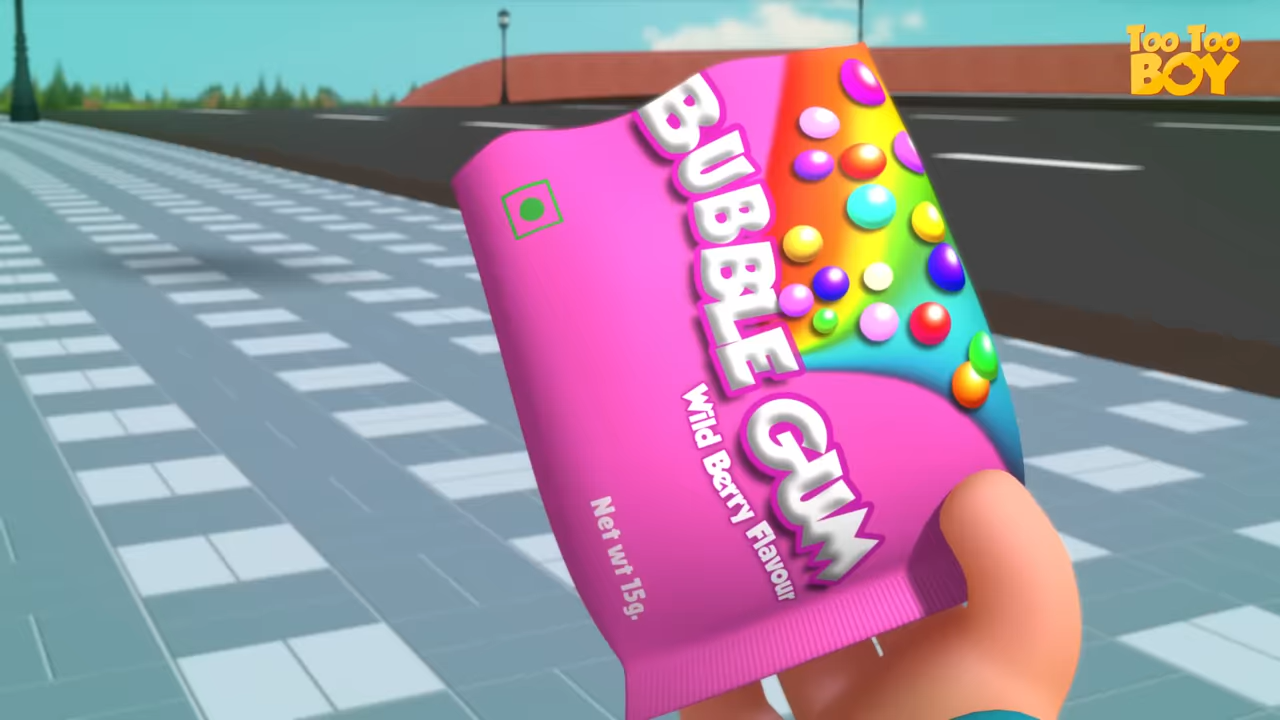 Too Too
BOY
BUBBLE GUM
Wild Berry Flavour
Net wt 15g.